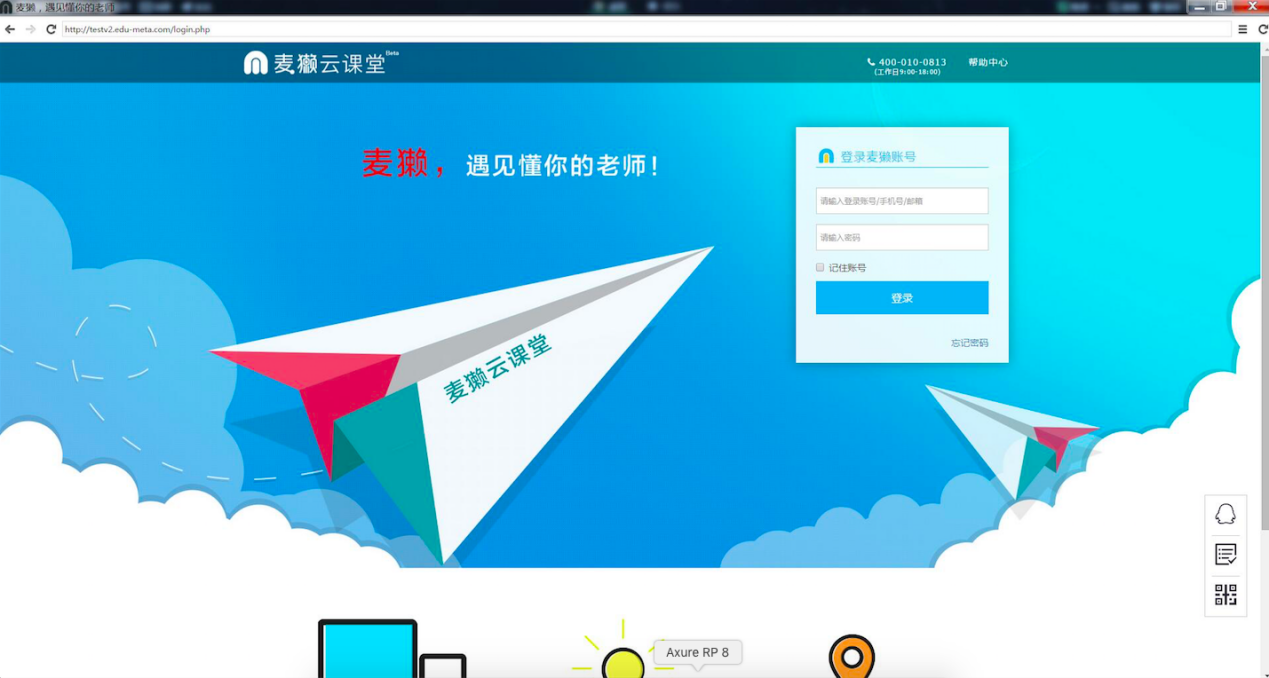 麦獭，遇见懂你的老师
http://testv2.edu-meta.com/login.php
麦獭云课堂 Beta
400-010-0813
帮助中心
(工作日9:00-18:00)
麦獭，遇见懂你的老师！
登录麦獭账号
请输入登录账号/手机号/邮箱
请输入密码
记住账号
登录
忘记密码
麦獭云课堂
Axure RP 8